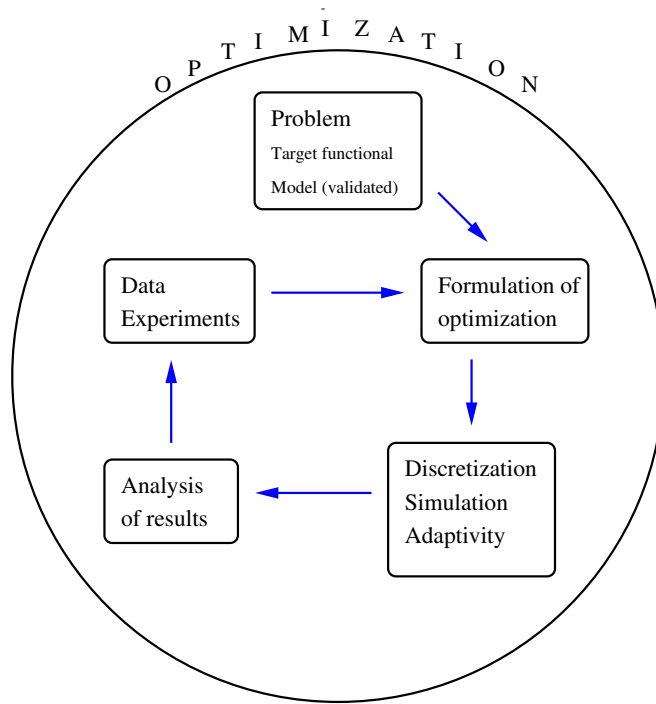 OPTIMIZATION
Problem
Target functional
Model (validated)
Data
Experiments
Formulation of
optimization
Analysis
of results
Discretization
Simulation
Adaptivity